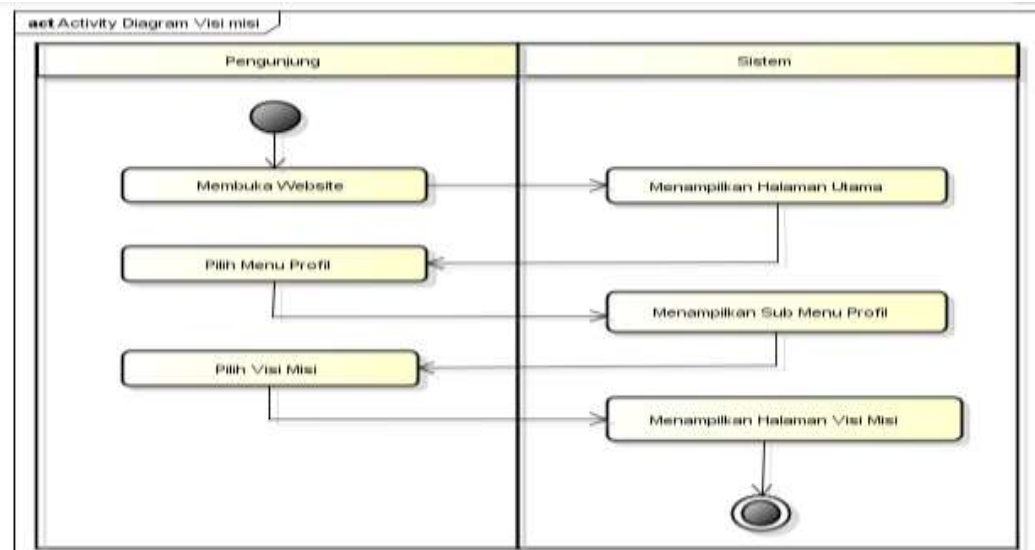 act Activity Diagram Visi misi
Pengunjung
Sistem
Membuka Website
Menampilkan Halaman Utama
Pilih Menu Profil
Menampilkan Sub Menu Profil
Pilih Visi Misi
Menampilkan Halaman Visi Misi